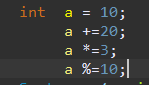 int a = 10;
a +=20;
a *=3;
a %=10;